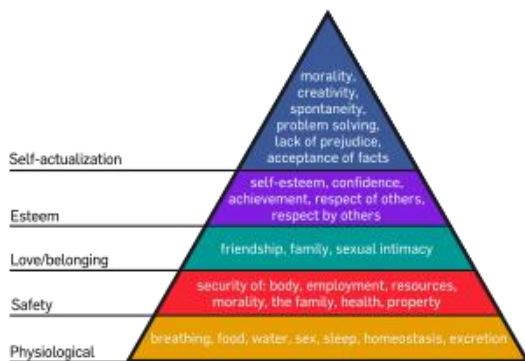 morality,
creativity,
spontaneity,
problem solving,
lack of prejudice,
acceptance of facts
Self-actualization
self-esteem, confidence,
achievement, respect of others,
respect by others
Esteem
friendship, family, sexual intimacy
Love/belonging
security of: body, employment, resources,
morality, the family, health, property
Safety
breathing, food, water, sex, sleep, homeostasis, excretion
Physiological